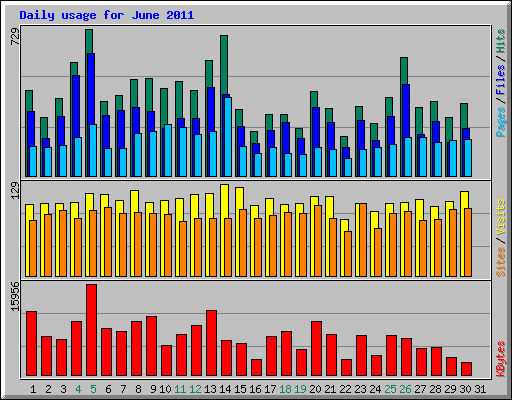 Daily usage for June 2011
729
129
15956
Pages / Files / Hits
Sites / Visits
KBytes
1 2 3 4 5 6 7 8 9 10 11 12 13 14 15 16 17 18 19 20 21 22 23 24 25 26 27 28 29 30 31